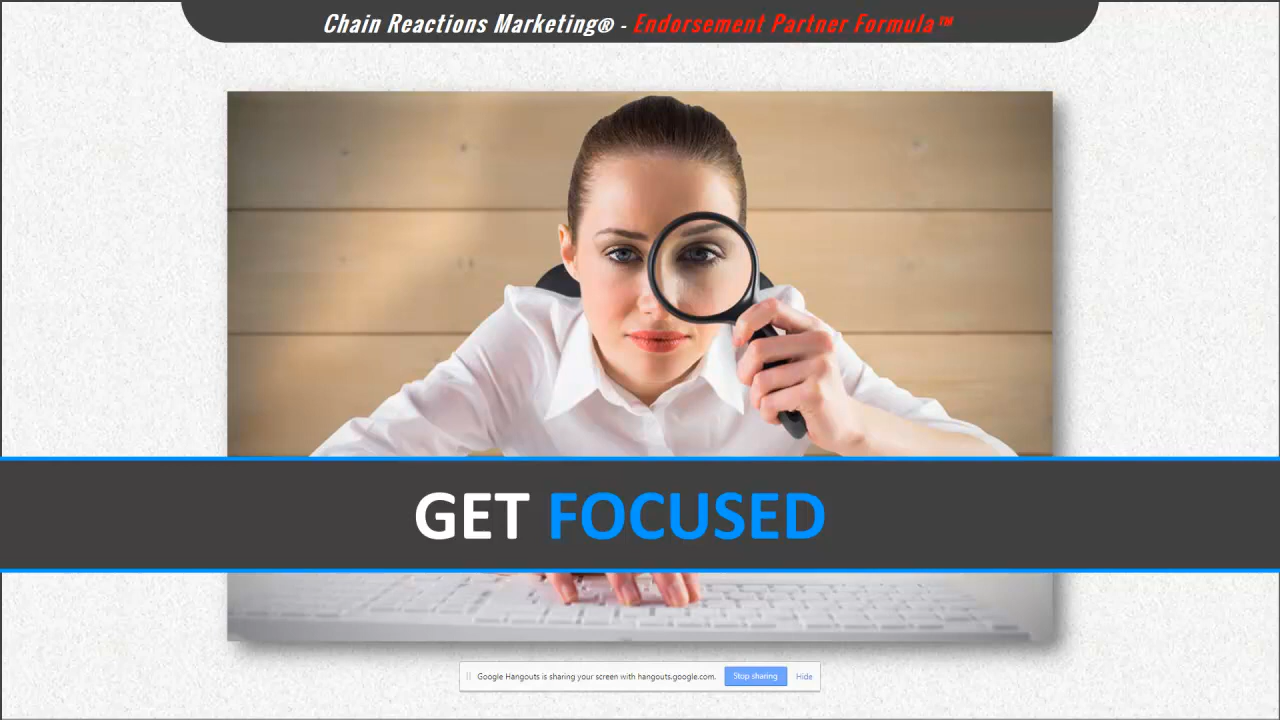 Chain Reactions Marketing® - Endorsement Partner Formula™
GET FOCUSED
Google Hangouts is sharing your screen with hangouts.google.com. Stop sharing Hide